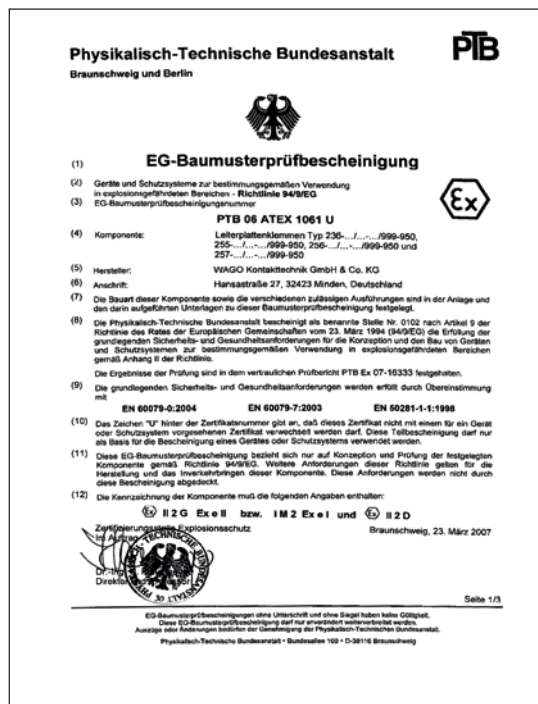 Physikalisch-Technische Bundesanstalt
PTB
Braunschweig und Berlin
(1) EG-Baumusterprüfbescheinigung
(2) Geräte und Schutzsysteme zur bestimmungsgemäßen Verwendung
in explosionsgefährdeten Bereichen - Richtlinie 94/9/EG
(3) EG-Baumusterprüfbescheinigungsnummer
Ex
PTB 06 ATEX 1061 U
(4) Komponente: Leiterplattenklemmen Typ 236-.../...-.../999-950,
255-.../...-.../999-950, 256-.../...-.../999-950 und
257-.../...-.../999-950
(5) Hersteller: WAGO Kontakttechnik GmbH & Co. KG
(6) Anschrift: Hansastraße 27, 32423 Minden, Deutschland
(7) Die Bauart dieser Komponente sowie die verschiedenen zulässigen Ausführungen sind in der Anlage und
den darin aufgeführten Unterlagen zu dieser Baumusterprüfbescheinigung festgelegt.
(8) Die Physikalisch-Technische Bundesanstalt bescheinigt als benannte Stelle Nr. 0102 nach Artikel 9 der
Richtlinie des Rates der Europäischen Gemeinschaften vom 23. März 1994 (94/9/EG) die Erfüllung der
grundlegenden Sicherheits- und Gesundheitsanforderungen für die Konzeption und den Bau von Geräten
und Schutzsystemen zur bestimmungsgemäßen Verwendung in explosionsgefährdeten Bereichen
gemäß Anhang II der Richtlinie.
Die Ergebnisse der Prüfung sind in dem vertraulichen Prüfbericht PTB Ex 07-16333 festgehalten.
(9) Die grundlegenden Sicherheits- und Gesundheitsanforderungen werden erfüllt durch Übereinstimmung
mit
EN 60079-0:2004 EN 60079-7:2003 EN 50281-1-1:1998
(10) Das Zeichen "U" hinter der Zertifikatsnummer gibt an, daß dieses Zertifikat nicht mit einem für ein Gerät
oder Schutzsystem vorgesehenen Zertifikat verwechselt werden darf. Diese Teilbescheinigung darf nur
als Basis für die Bescheinigung eines Gerätes oder Schutzsystems verwendet werden.
(11) Diese EG-Baumusterprüfbescheinigung bezieht sich nur auf Konzeption und Prüfung der festgelegten
Komponente gemäß Richtlinie 94/9/EG. Weitere Anforderungen dieser Richtlinie gelten für die
Herstellung und das Inverkehrbringen dieser Komponente. Diese Anforderungen werden nicht durch
diese Bescheinigung abgedeckt.
(12) Die Kennzeichnung der Komponente muß die folgenden Angaben enthalten:
Ex II 2 G Ex e II bzw. I M 2 Ex e I und Ex II 2 D
Zertifizierungsstelle Explosionsschutz Braunschweig, 23. März 2007
Im Auftrag
Seite 1/3
EG-Baumusterprüfbescheinigungen ohne Unterschrift und ohne Siegel haben keine Gültigkeit.
Diese EG-Baumusterprüfbescheinigung darf nur unverändert weiterverbreitet werden.
Auszüge oder Änderungen bedürfen der Genehmigung der Physikalisch-Technischen Bundesanstalt.
Physikalisch-Technische Bundesanstalt • Bundesallee 100 • D-38116 Braunschweig